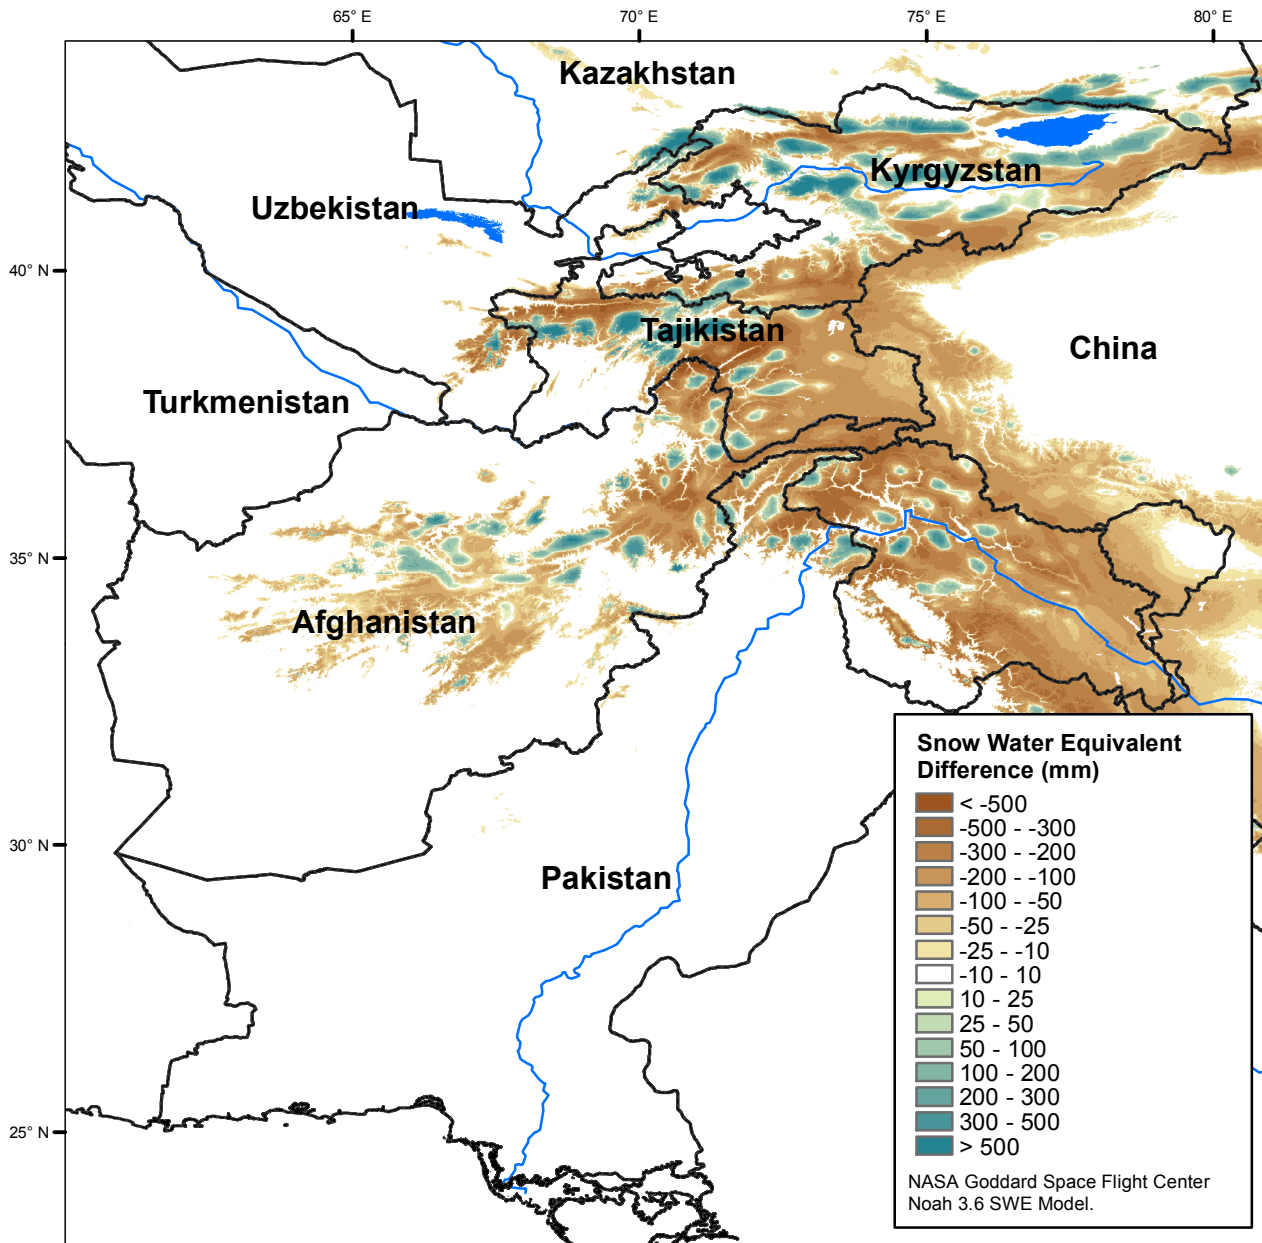 65° E
70° E
75° E
80° E
Kazakhstan
Kyrgyzstan
Uzbekistan
40° N
Tajikistan
China
Turkmenistan
35° N
Afghanistan
30° N
Pakistan
25° N
Snow Water Equivalent
Difference (mm)
< -500
-500 - -300
-300 - -200
-200 - -100
-100 - -50
-50 - -25
-25 - -10
-10 - 10
10 - 25
25 - 50
50 - 100
100 - 200
200 - 300
300 - 500
> 500
NASA Goddard Space Flight Center
Noah 3.6 SWE Model.